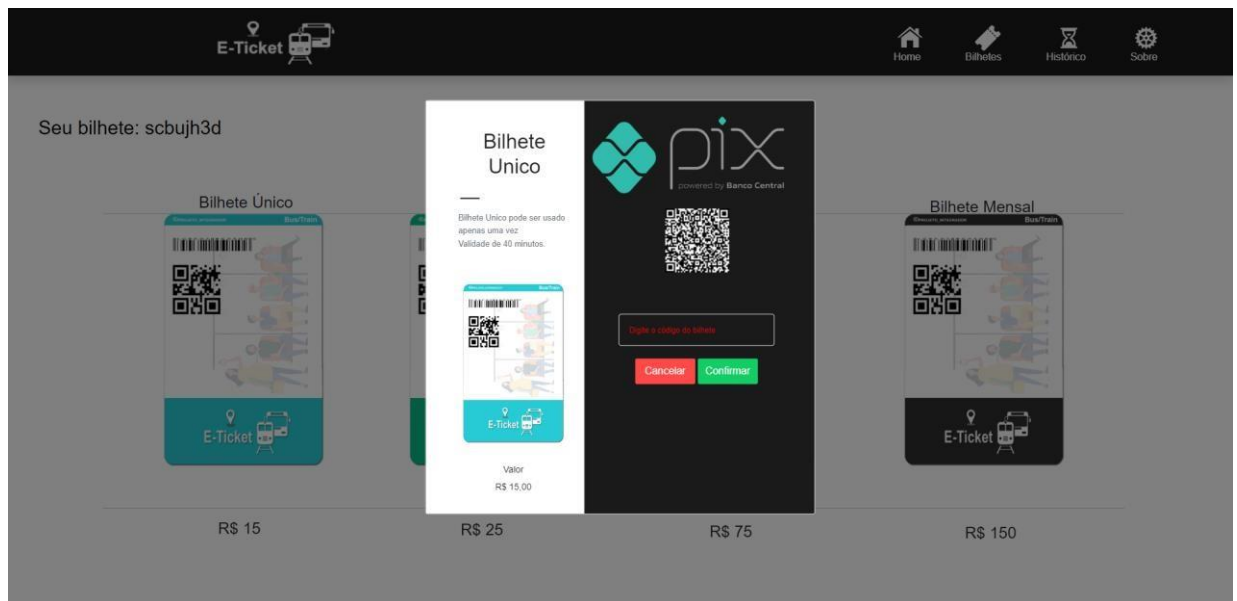 E-Ticket
Home
Bilhetes
Histórico
Sobre
Seu bilhete: scbujh3d
Bilhete Único
Bus/Train
E-Ticket
R$ 15
R$ 25
Bilhete
Unico
Bilhete Unico pode ser usado
apenas uma vez
Validade de 40 minutos.
Bus/Train
E-Ticket
Valor
R$ 15,00
pix
powered by Banco Central
Digite o código do bilhete
Cancelar
Confirmar
R$ 75
Bilhete Mensal
Bus/Train
E-Ticket
R$ 150